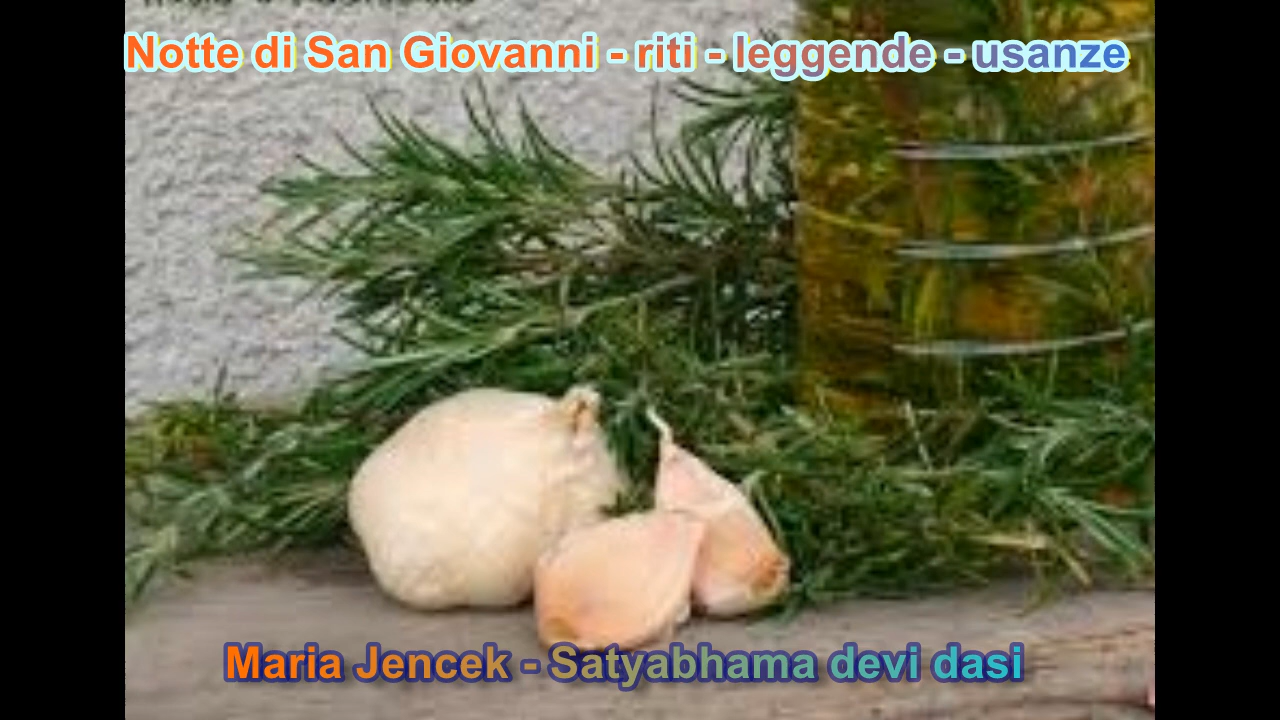 Notte di San Giovanni - riti - leggende - usanze
Maria Jencek - Satyabhama devi dasi